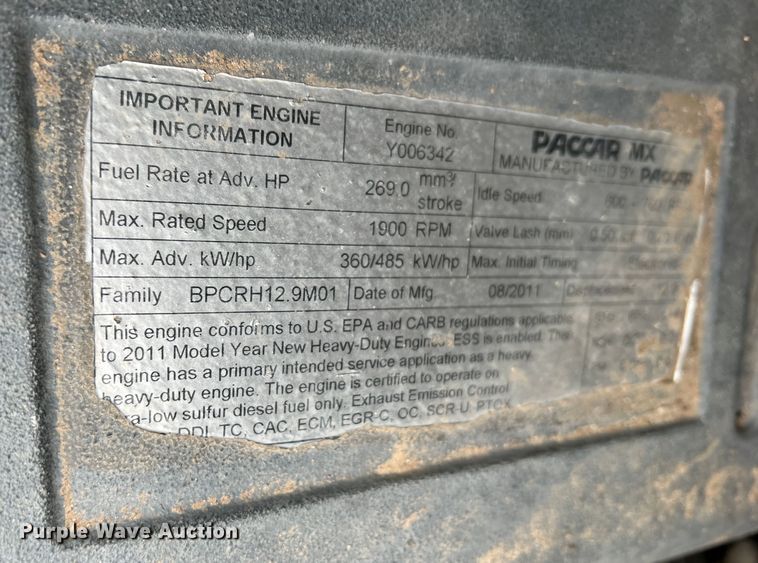 IMPORTANT ENGINE
INFORMATION
Engine No.
Y006342
PACCAR MX
MANUFACTURED BY PACCAR
Fuel Rate at Adv. HP
269.0 mm³/
stroke
Idle Speed
Max. Rated Speed
1900 RPM
Valve Lash (mm)
Max. Adv. kW/hp
360/485 kW/hp
Max. Initial Timing
Electronic
Family
BPCRH12.9M01
Date of Mfg.
08/2011
Displacement
This engine conforms to U.S. EPA and CARB regulations applicable
to 2011 Model Year New Heavy-Duty Engines. ESS is enabled. This
engine has a primary intended service application as a heavy
heavy-duty engine. The engine is certified to operate on
a-low sulfur diesel fuel only. Exhaust Emission Control
DDI, TC, CAC, ECM, EGR-C, OC, SCR-U, PTOX
Purple Wave Auction